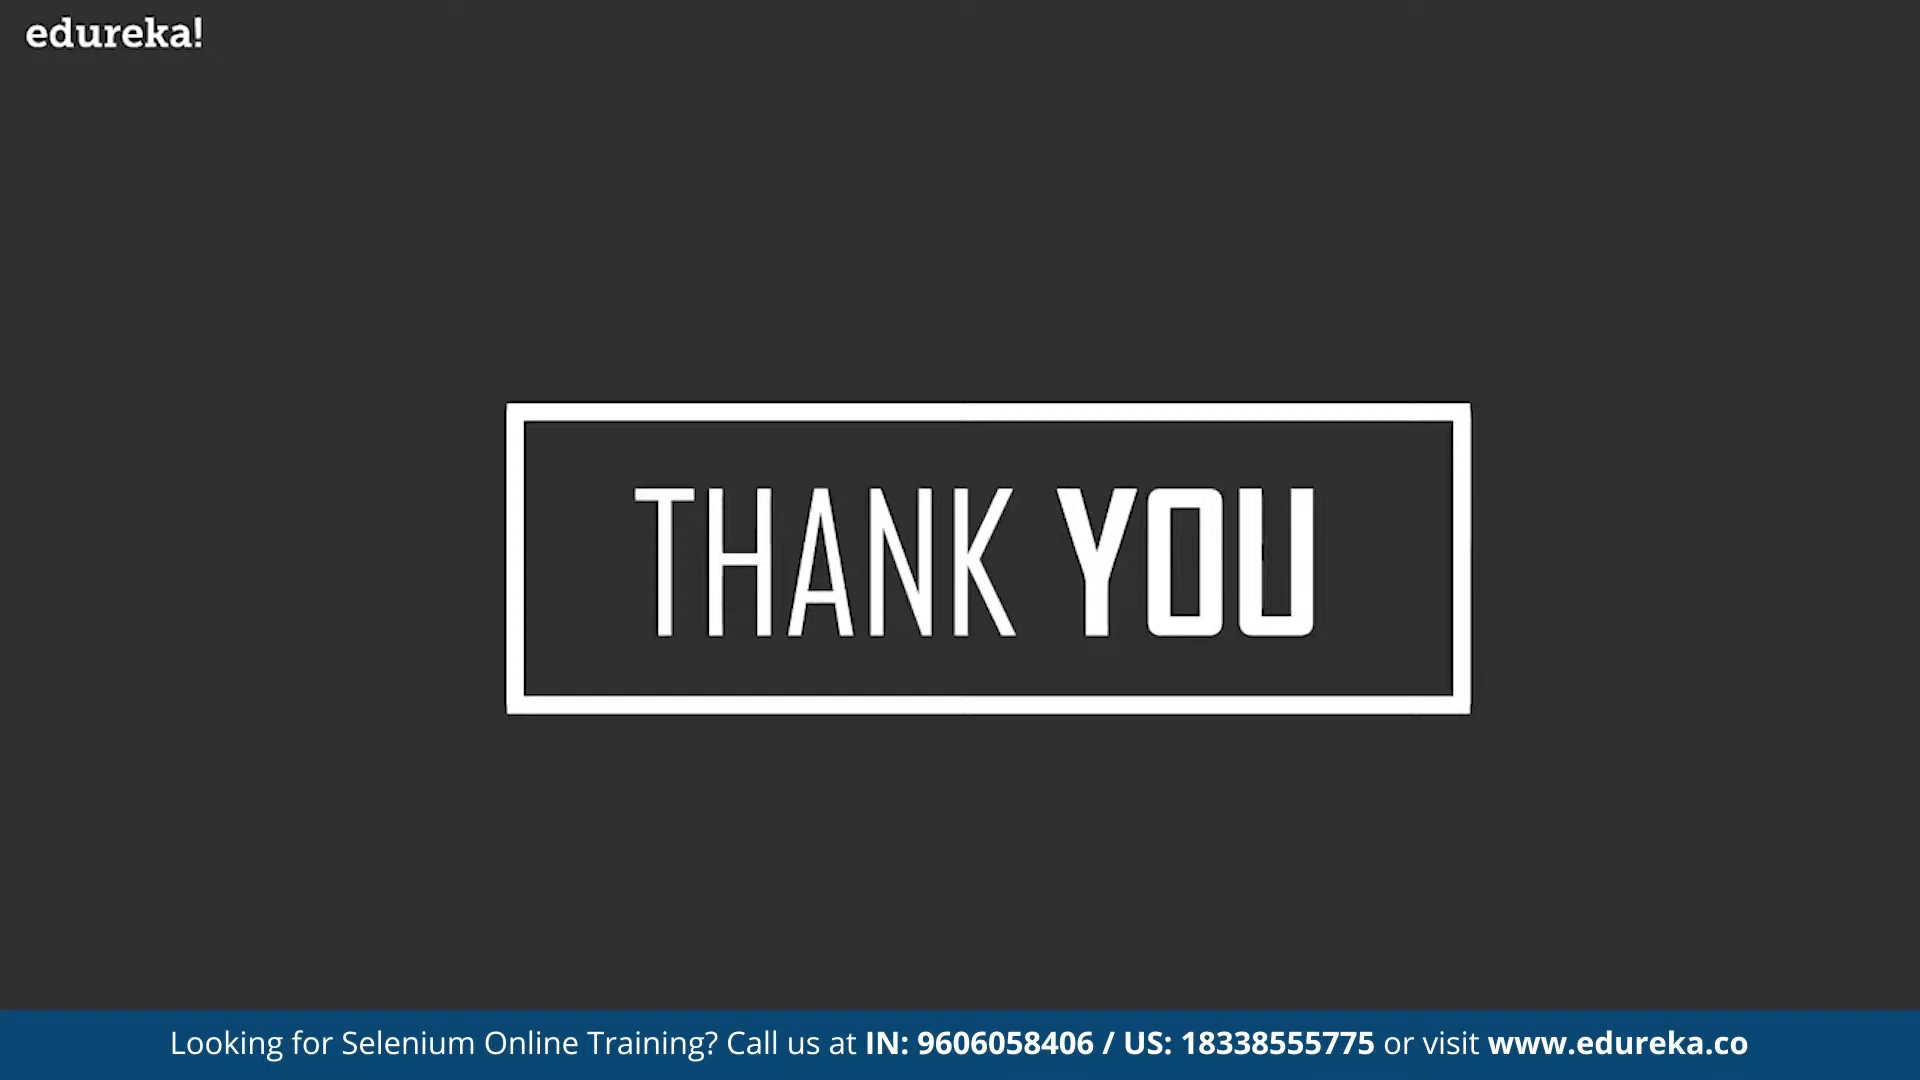 edureka!
THANK YOU
Looking for Selenium Online Training? Call us at IN: 9606058406 / US: 18338555775 or visit www.edureka.co